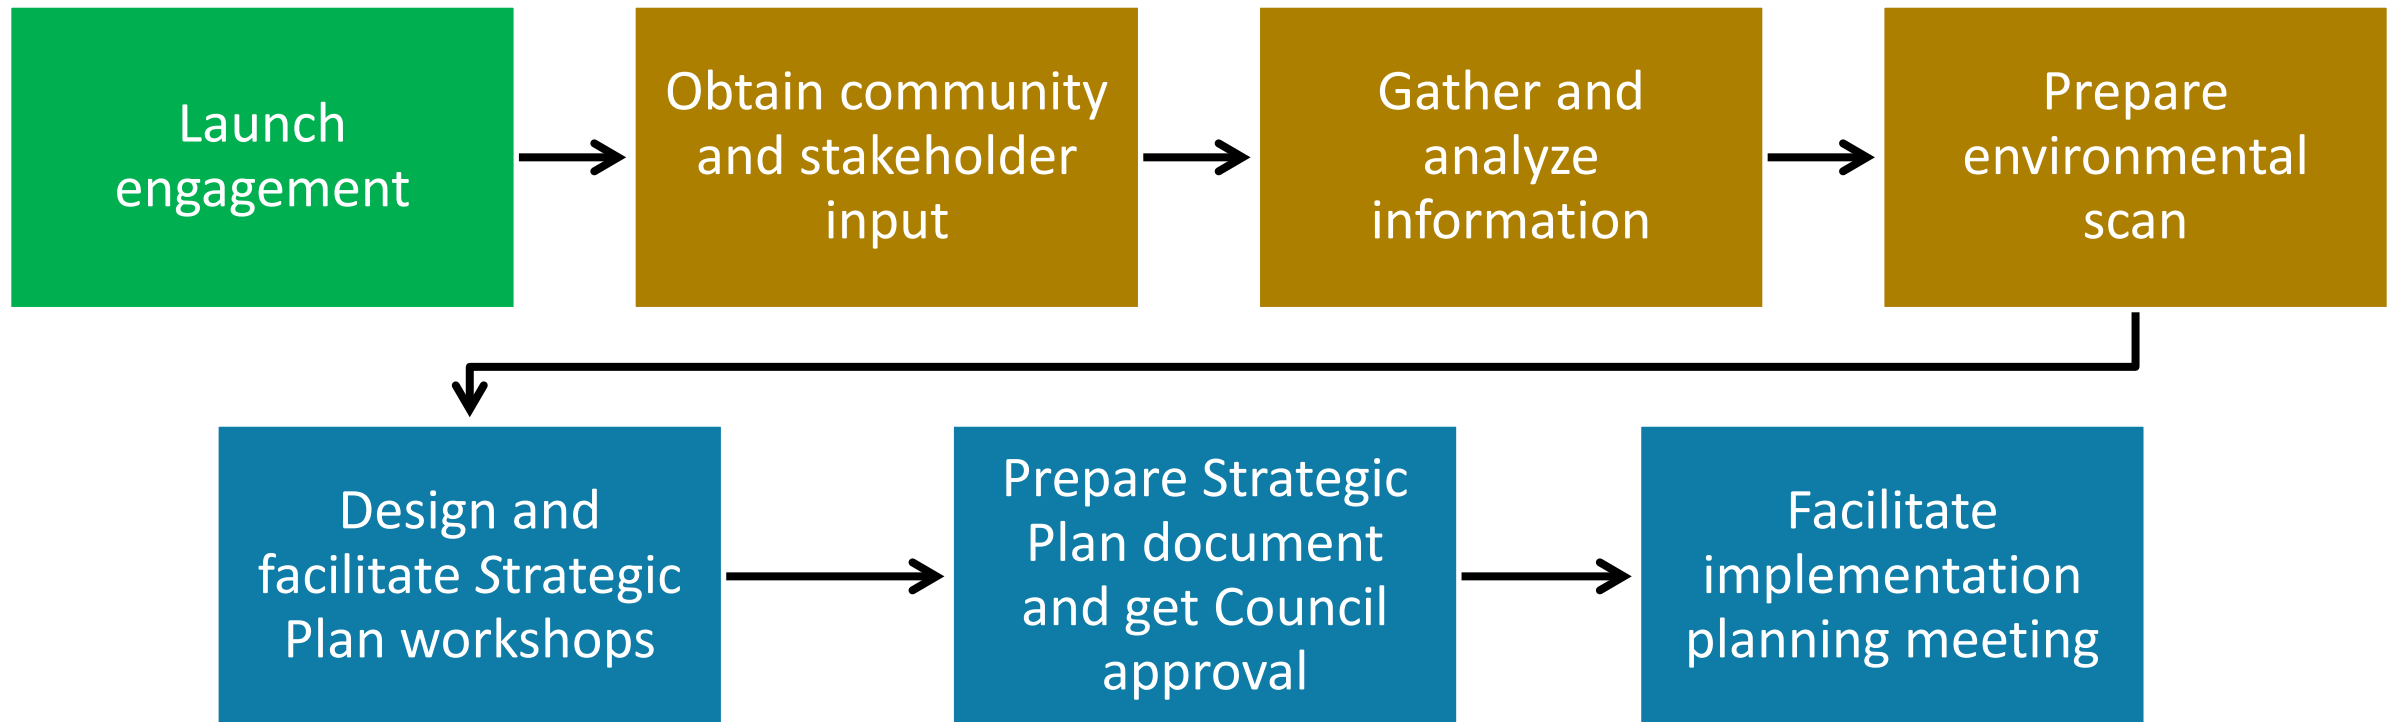 Launch
engagement
Obtain community
and stakeholder
input
Gather and
analyze
information
Prepare
environmental
scan
Design and
facilitate Strategic
Plan workshops
Prepare Strategic
Plan document
and get Council
approval
Facilitate
implementation
planning meeting